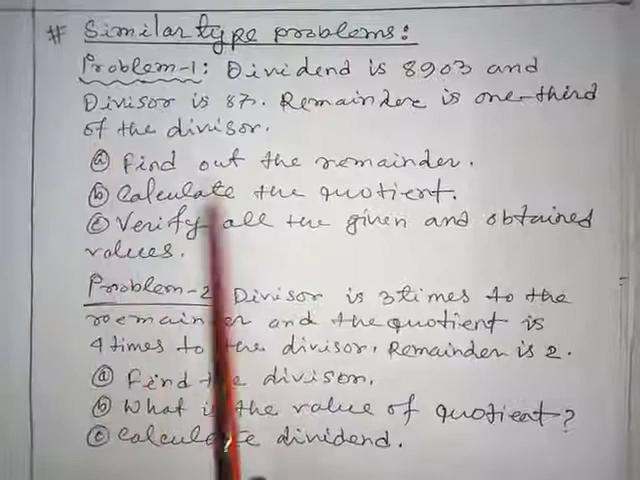 # Similar type problems:
Problem-1: Dividend is 8903 and
Divisor is 87. Remainder is one-third
of the divisor.
(a) Find out the remainder.
(b) Calculate the quotient.
(c) Verify all the given and obtained
values.
Problem-2 Divisor is 3 times to the
remainder and the quotient is
4 times to the divisor. Remainder is 2.
(a) Find the divisor.
(b) What is the value of quotient?
(c) Calculate dividend.